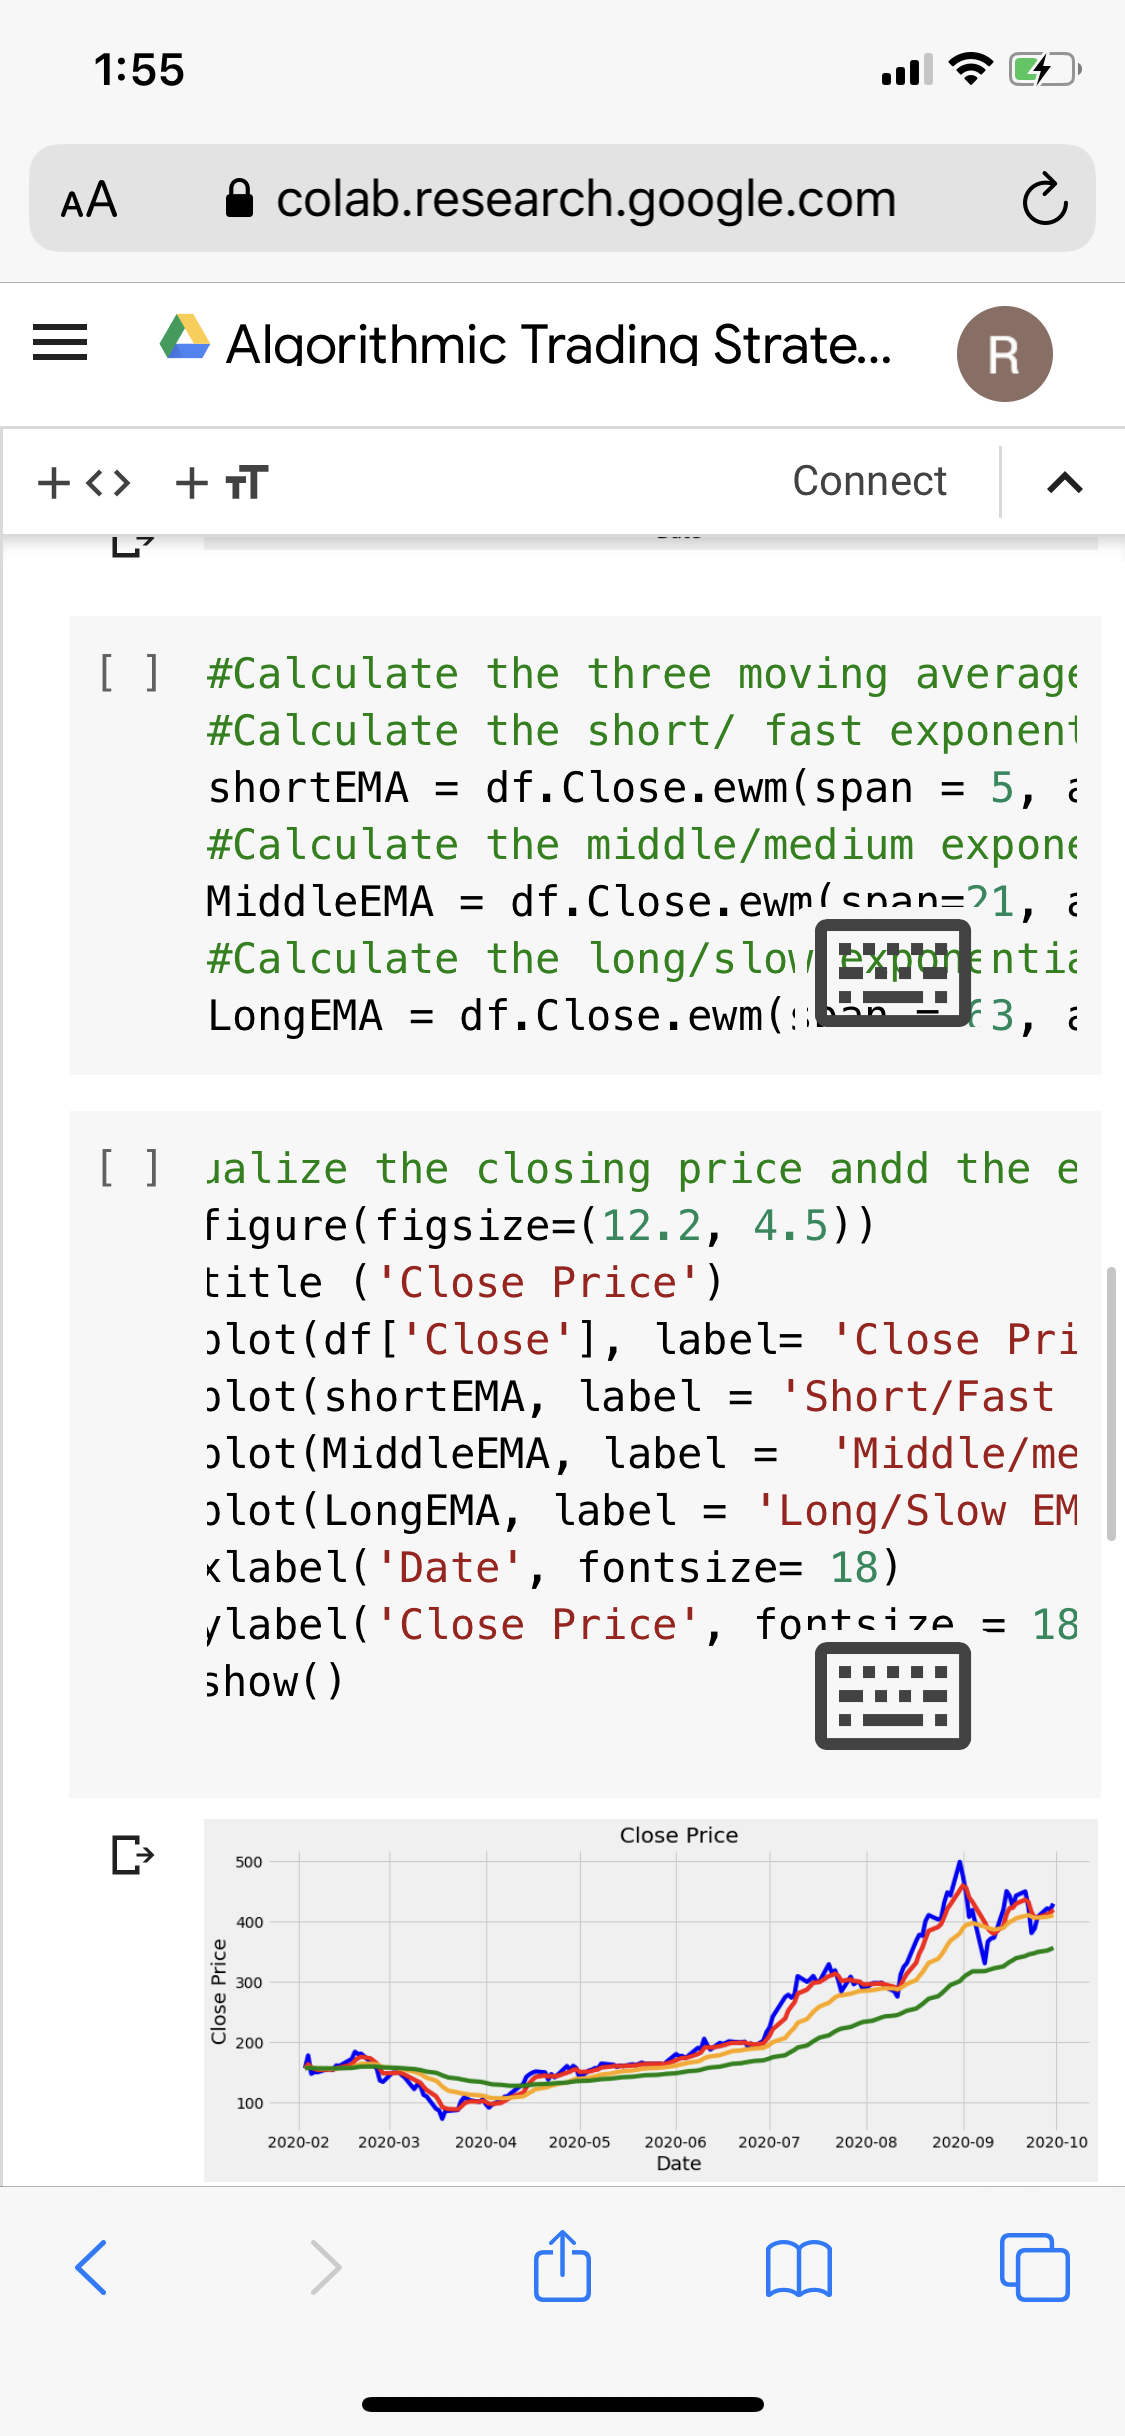 1:55
AA colab.research.google.com
Algorithmic Trading Strate...
R
+ <> + TT Connect
[ ] #Calculate the three moving average
#Calculate the short/ fast exponent
shortEMA = df.Close.ewm(span = 5, a
#Calculate the middle/medium expone
MiddleEMA = df.Close.ewm(span=21, a
#Calculate the long/slow exponentia
LongEMA = df.Close.ewm(span = 63, a
[ ] ualize the closing price andd the e
figure(figsize=(12.2, 4.5))
title ('Close Price')
plot(df['Close'], label= 'Close Pri
plot(shortEMA, label = 'Short/Fast
plot(MiddleEMA, label =  'Middle/me
plot(LongEMA, label = 'Long/Slow EM
xlabel('Date', fontsize= 18)
ylabel('Close Price', fontsize = 18
show()
Close Price
500
400
300
200
100
Close Price
2020-02 2020-03 2020-04 2020-05 2020-06 2020-07 2020-08 2020-09 2020-10
Date